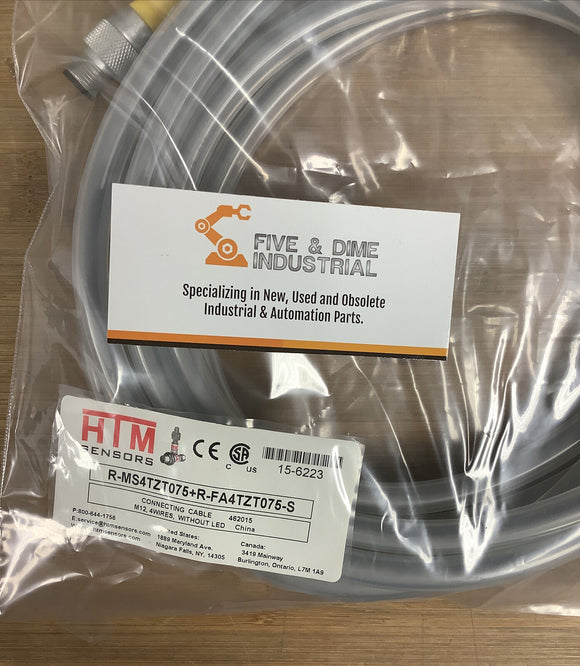 FIVE & DIME
INDUSTRIAL
Specializing in New, Used and Obsolete
Industrial & Automation Parts.
HTM
SENSORS
CE
C US
15-6223
R-MS4TZT075+R-FA4TZT075-S
CONNECTING CABLE 462015
M12, 4WIRES, WITHOUT LED China
P:800-644-1756
E:service@htmsensors.com
htmsensors.com
United States:
1889 Maryland Ave.
Niagara Falls, NY, 14305
Canada:
3419 Mainway
Burlington, Ontario, L7M 1A9